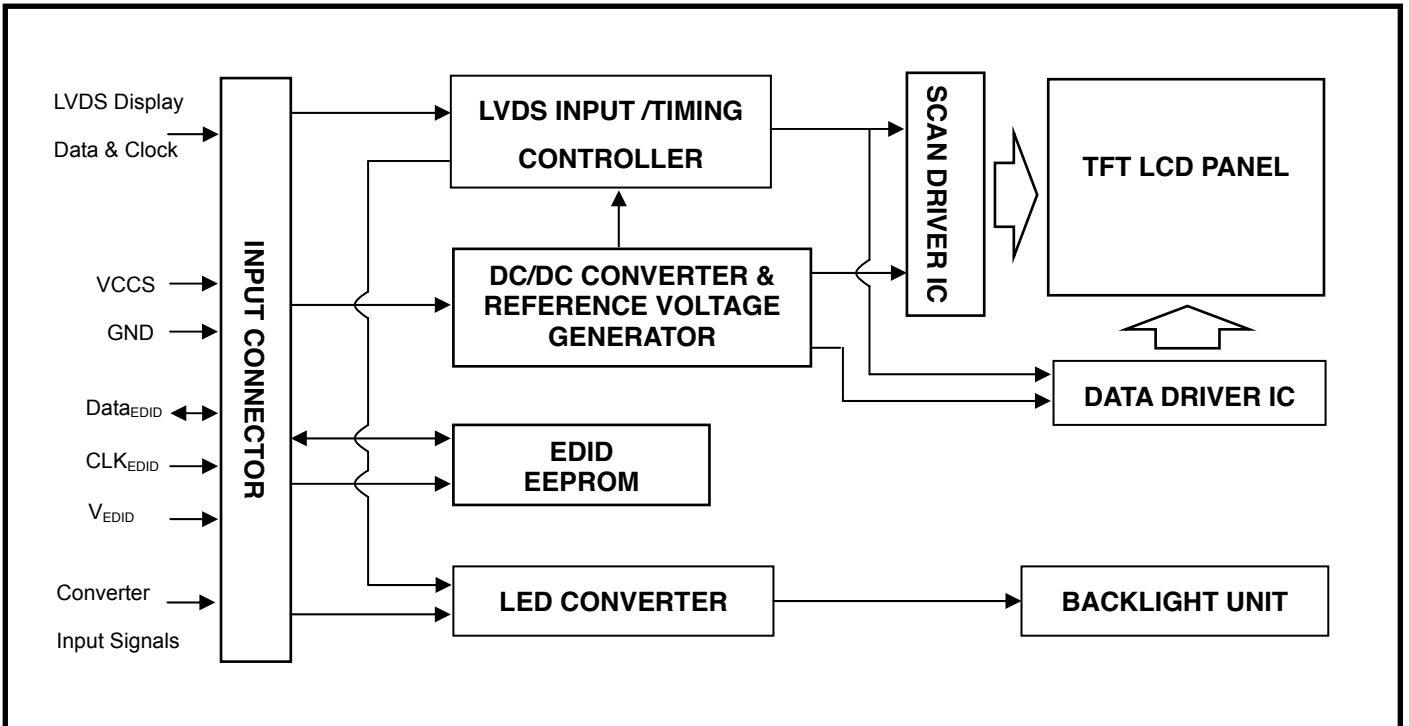 LVDS Display
Data & Clock
VCCS
GND
DataEDID
CLKEDID
VEDID
Converter
Input Signals
INPUT CONNECTOR
LVDS INPUT /TIMING
CONTROLLER
DC/DC CONVERTER &
REFERENCE VOLTAGE
GENERATOR
EDID
EEPROM
LED CONVERTER
SCAN DRIVER IC
TFT LCD PANEL
DATA DRIVER IC
BACKLIGHT UNIT